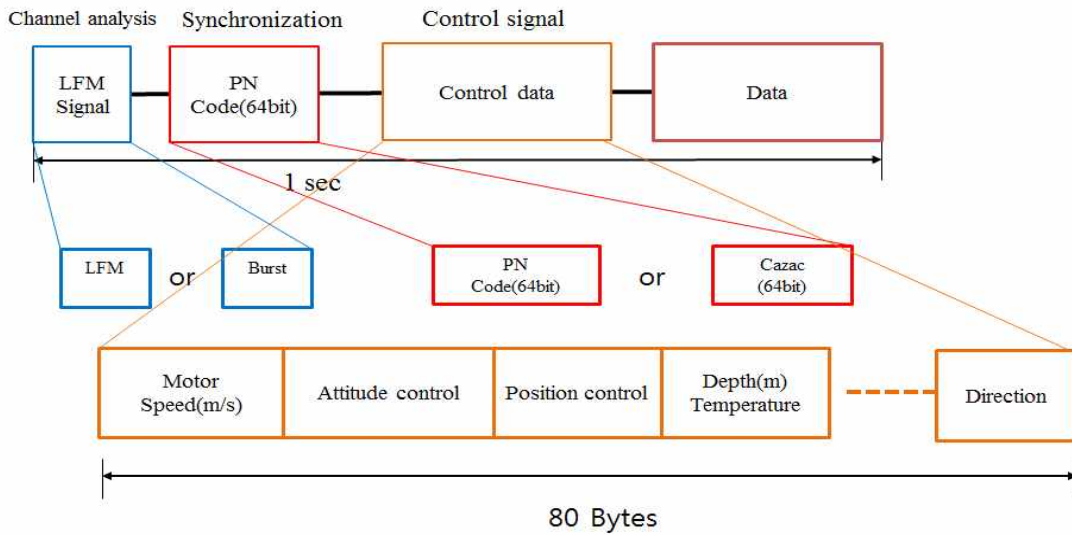 Channel analysis Synchronization Control signal
LFM
Signal
PN
Code(64bit)
Control data
Data
1 sec
LFM
or
Burst
PN
Code(64bit)
or
Cazac
(64bit)
Motor
Speed(m/s)
Attitude control
Position control
Depth(m)
Temperature
Direction
80 Bytes